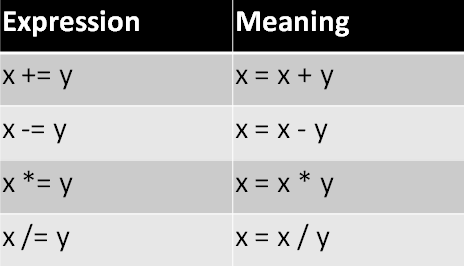 Expression Meaning
x += y x = x + y
x -= y x = x - y
x *= y x = x * y
x /= y x = x / y